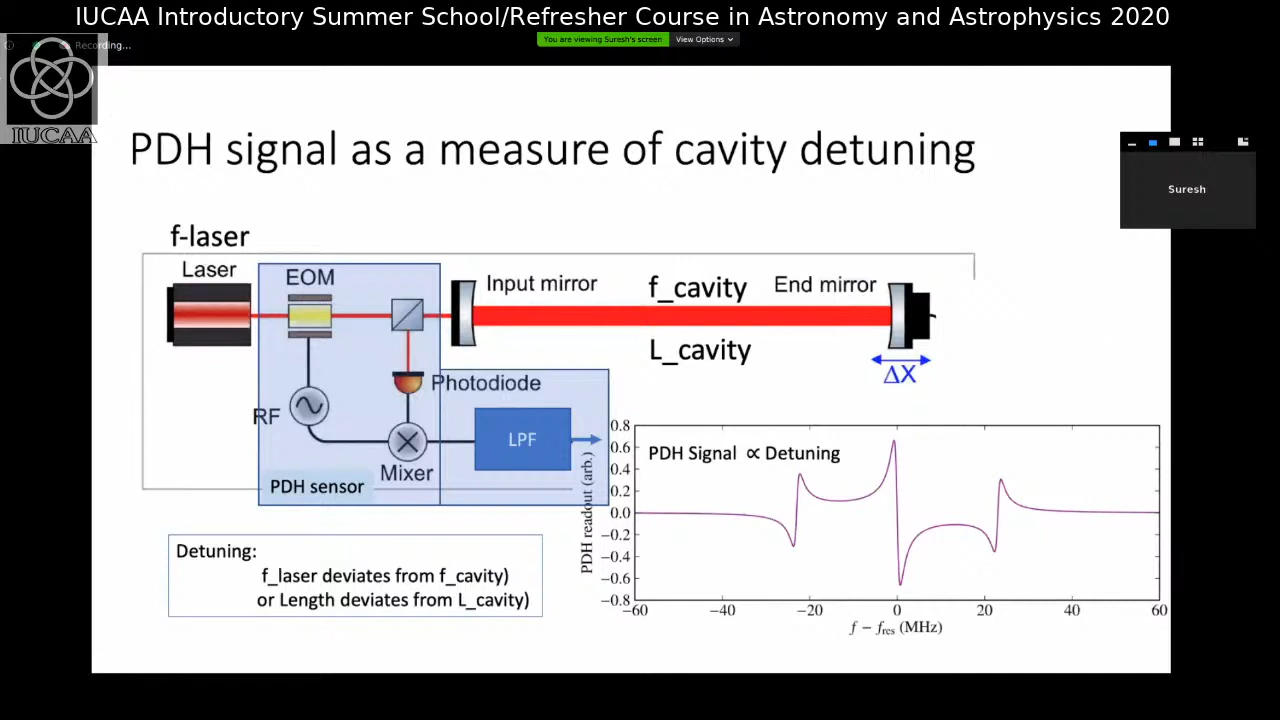 IUCAA Introductory Summer School/Refresher Course in Astronomy and Astrophysics 2020
Recording...
You are viewing Suresh's screen
View Options
IUCAA
Suresh
PDH signal as a measure of cavity detuning
f-laser
Laser
EOM
Input mirror
f_cavity
End mirror
L_cavity
ΔX
Photodiode
RF
LPF
Mixer
PDH sensor
PDH Signal ∝ Detuning
PDH readout (arb.)
0.8
0.6
0.4
0.2
0.0
−0.2
−0.4
−0.6
−0.8
−60 −40 −20 0 20 40 60
f − fres (MHz)
Detuning:
f_laser deviates from f_cavity)
or Length deviates from L_cavity)